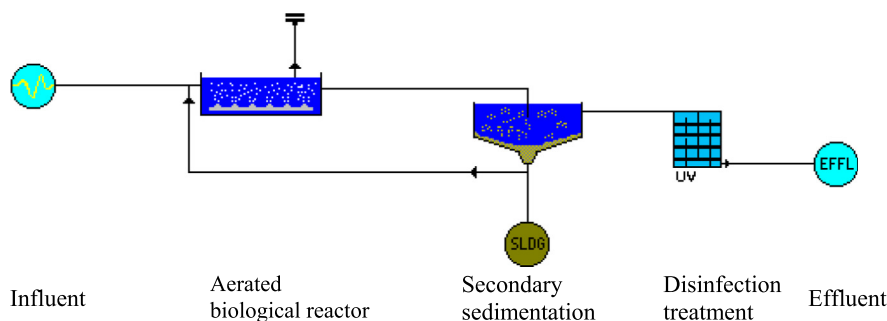 UV
EFFL
SLDG
Influent
Aerated
biological reactor
Secondary
sedimentation
Disinfection
treatment
Effluent